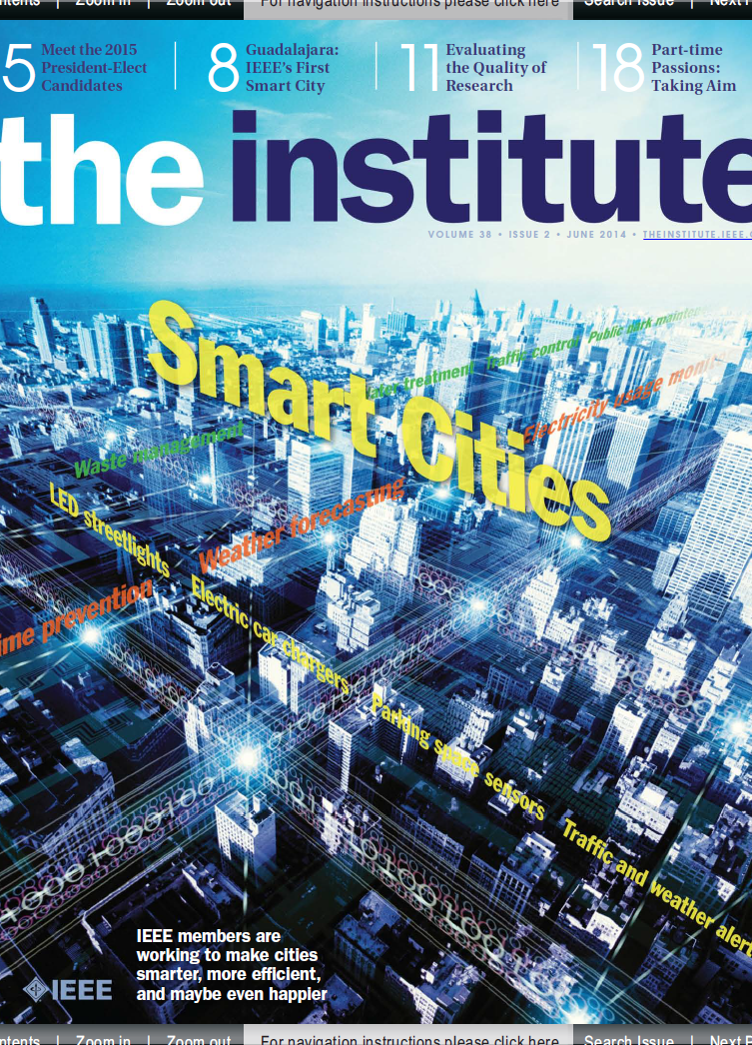 Zoom in | Zoom out
For navigation instructions please click here
Search Issue |
5 Meet the 2015
President-Elect
Candidates
8 Guadalajara:
IEEE's First
Smart City
11 Evaluating
the Quality of
Research
18 Part-time
Passions:
Taking Aim
the institute
VOLUME 38 • ISSUE 2 • JUNE 2014 • THEINSTITUTE.IEEE.
Smart Cities
Public park
Traffic control
treatment
Electricity usage
Waste management
LED streetlights
Weather forecasting
prevention
Electric car chargers
Parking space sensors
Traffic and weather alert
IEEE members are
working to make cities
smarter, more efficient,
and maybe even happier
IEEE
Zoom in | Zoom out
For navigation instructions please click here
Search Issue |